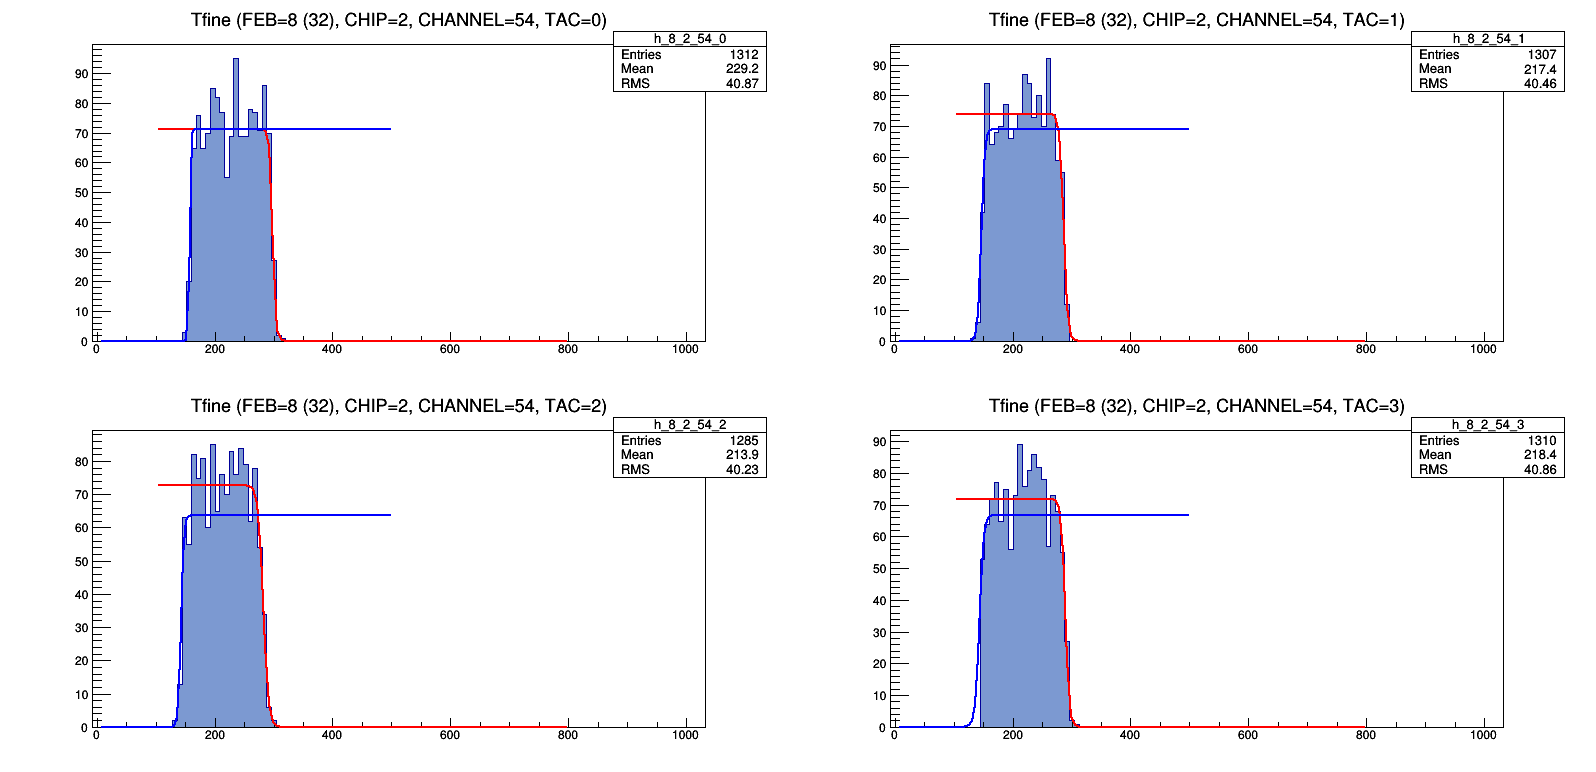 Tfine (FEB=8 (32), CHIP=2, CHANNEL=54, TAC=0)
h_8_2_54_0
Entries 1312
Mean 229.2
RMS 40.87
90
80
70
60
50
40
30
20
10
0
0 200 400 600 800 1000
Tfine (FEB=8 (32), CHIP=2, CHANNEL=54, TAC=1)
h_8_2_54_1
Entries 1307
Mean 217.4
RMS 40.46
90
80
70
60
50
40
30
20
10
0
0 200 400 600 800 1000
Tfine (FEB=8 (32), CHIP=2, CHANNEL=54, TAC=2)
h_8_2_54_2
Entries 1285
Mean 213.9
RMS 40.23
80
70
60
50
40
30
20
10
0
0 200 400 600 800 1000
Tfine (FEB=8 (32), CHIP=2, CHANNEL=54, TAC=3)
h_8_2_54_3
Entries 1310
Mean 218.4
RMS 40.86
90
80
70
60
50
40
30
20
10
0
0 200 400 600 800 1000